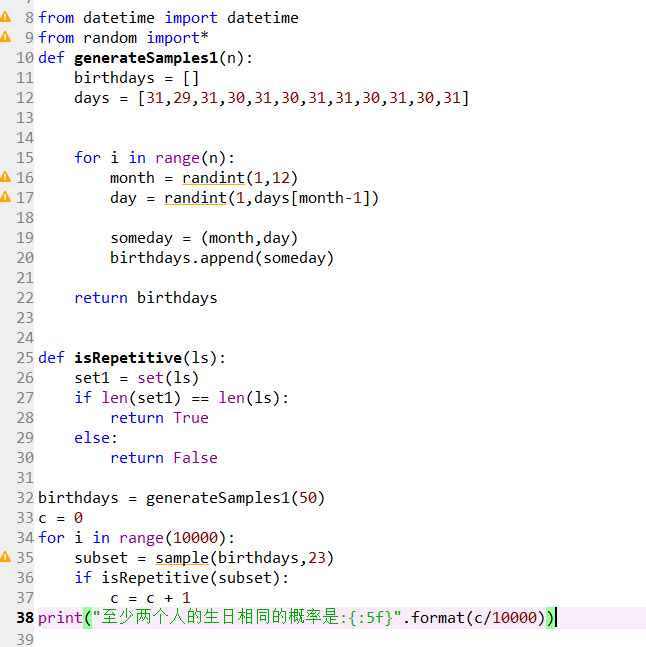 8 from datetime import datetime
9 from random import*
10 def generateSamples1(n):
11     birthdays = []
12     days = [31,29,31,30,31,30,31,31,30,31,30,31]
13
14
15     for i in range(n):
16         month = randint(1,12)
17         day = randint(1,days[month-1])
18
19         someday = (month,day)
20         birthdays.append(someday)
21
22     return birthdays
23
24
25 def isRepetitive(ls):
26     set1 = set(ls)
27     if len(set1) == len(ls):
28         return True
29     else:
30         return False
31
32 birthdays = generateSamples1(50)
33 c = 0
34 for i in range(10000):
35     subset = sample(birthdays,23)
36     if isRepetitive(subset):
37         c = c + 1
38 print("至少两个人的生日相同的概率是:{:5f}".format(c/10000))
39